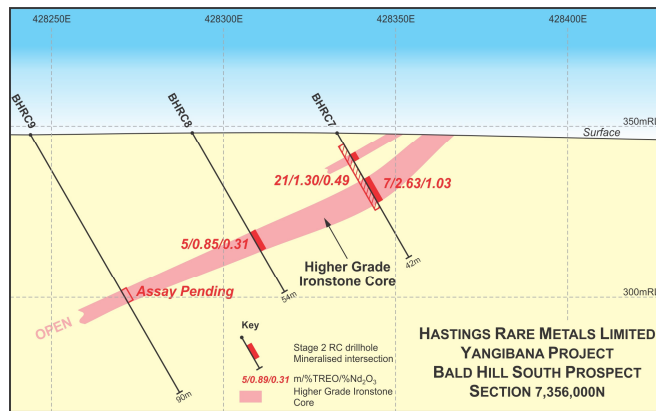 428250E 428300E 428350E 428400E
BHRC9
BHRC8
BHRC7
350mRL
Surface
21/1.30/0.49
7/2.63/1.03
5/0.85/0.31
Higher Grade
Ironstone Core
42m
Assay Pending
54m
300mRL
OPEN
90m
Key
Stage 2 RC drillhole
Mineralised intersection
5/0.89/0.31 m/%TREO/%Nd₂O₃
Higher Grade Ironstone
Core
HASTINGS RARE METALS LIMITED
YANGIBANA PROJECT
BALD HILL SOUTH PROSPECT
SECTION 7,356,000N